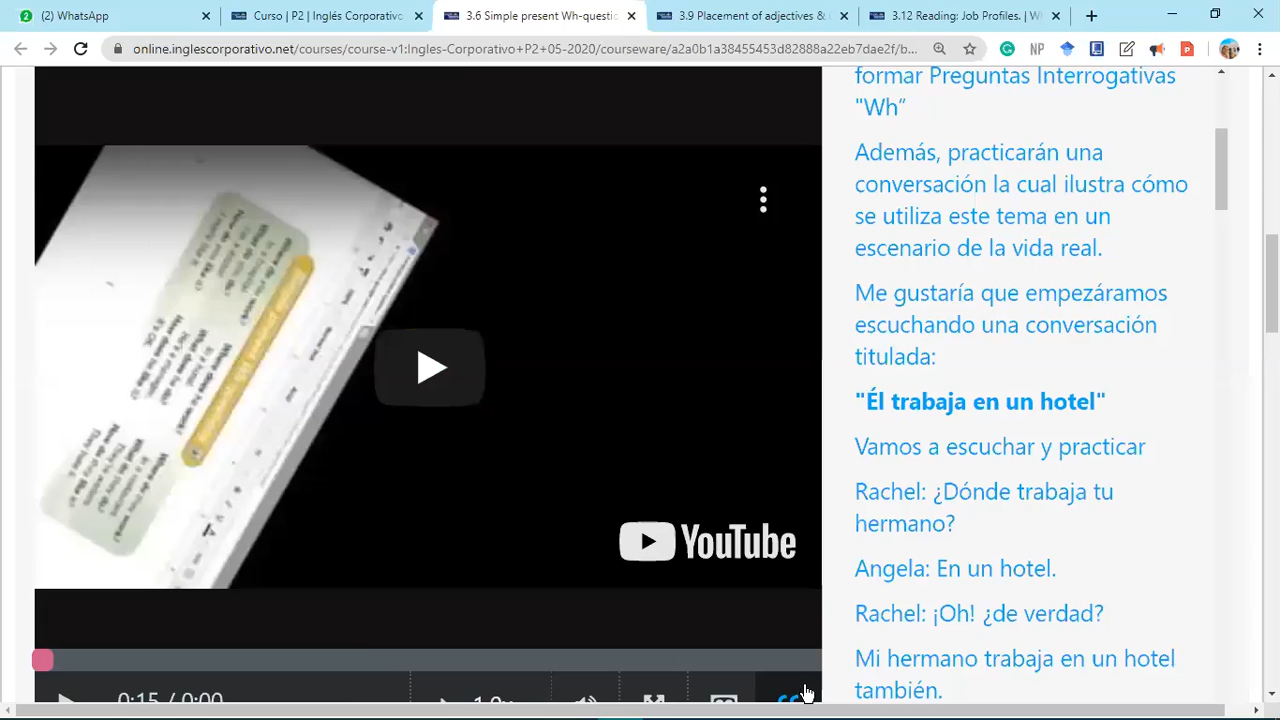 (2) WhatsApp
Curso | P2 | Inglés Corporativo
3.6 Simple present Wh-questic
3.9 Placement of adjectives &
3.12 Reading: Job Profiles. |
online.inglescorporativo.net/courses/course-v1:Ingles-Corporativo+P2+05-2020/courseware/a2a0b1a38455453d82888a22eb7dae2f/b...
NP
formar Preguntas Interrogativas
"Wh"
Además, practicarán una
conversación la cual ilustra cómo
se utiliza este tema en un
escenario de la vida real.
Me gustaría que empezáramos
escuchando una conversación
titulada:
"Él trabaja en un hotel"
Vamos a escuchar y practicar
Rachel: ¿Dónde trabaja tu
hermano?
Angela: En un hotel.
Rachel: ¡Oh! ¿de verdad?
Mi hermano trabaja en un hotel
también.
YouTube
0:15 / 0:00
1.0x